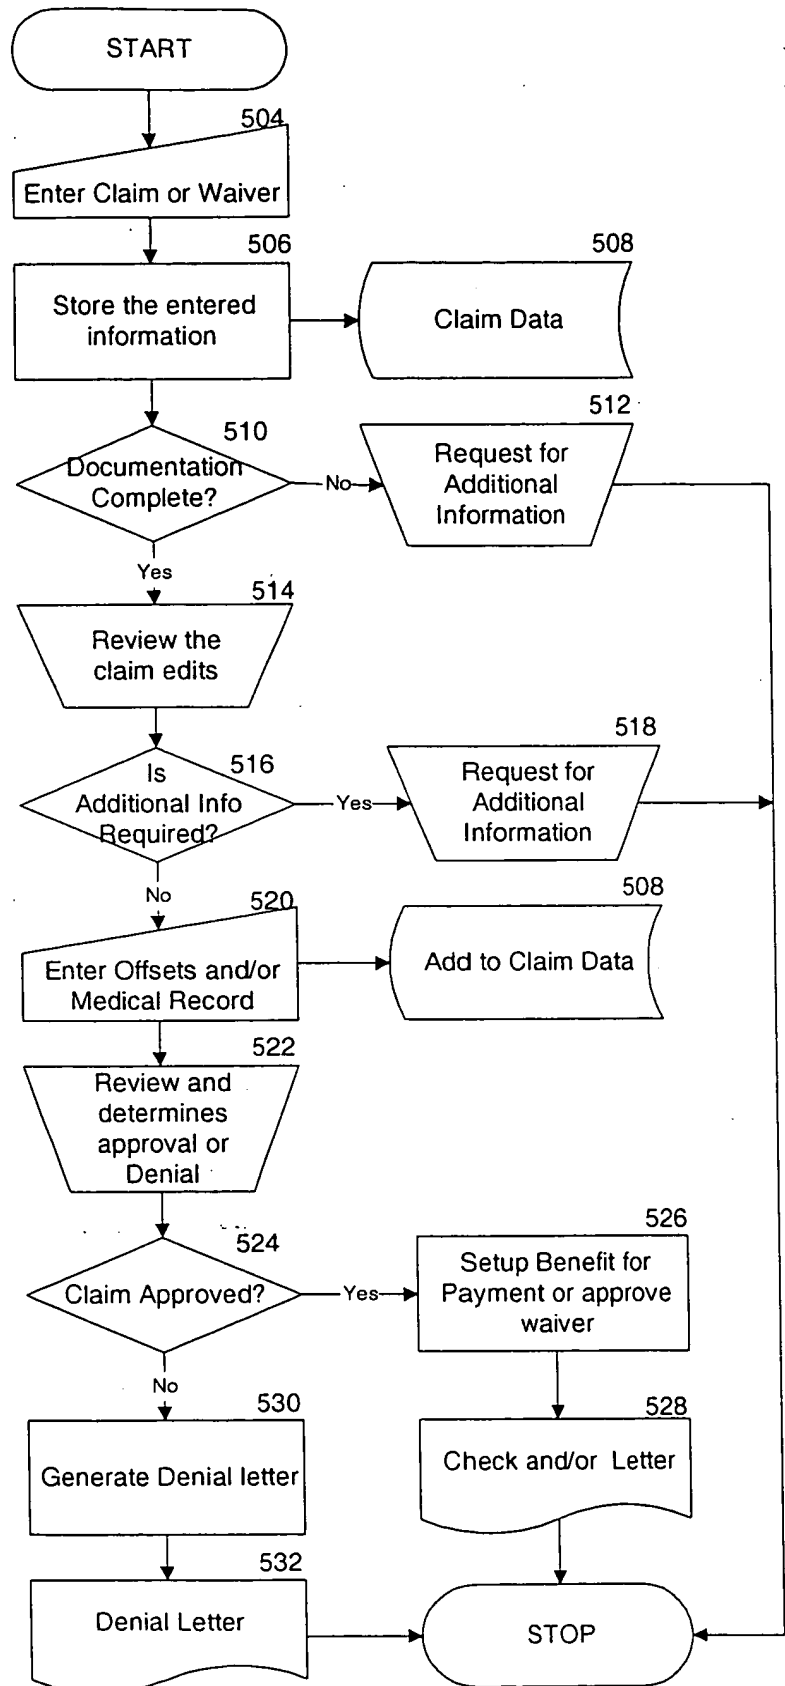 START
504
Enter Claim or Waiver
506
Store the entered
information
508
Claim Data
510
Documentation
Complete?
No
512
Request for
Additional
Information
Yes
514
Review the
claim edits
516
Is
Additional Info
Required?
Yes
518
Request for
Additional
Information
No
520
Enter Offsets and/or
Medical Record
508
Add to Claim Data
522
Review and
determines
approval or
Denial
524
Claim Approved?
Yes
526
Setup Benefit for
Payment or approve
waiver
No
530
Generate Denial letter
528
Check and/or Letter
532
Denial Letter
STOP